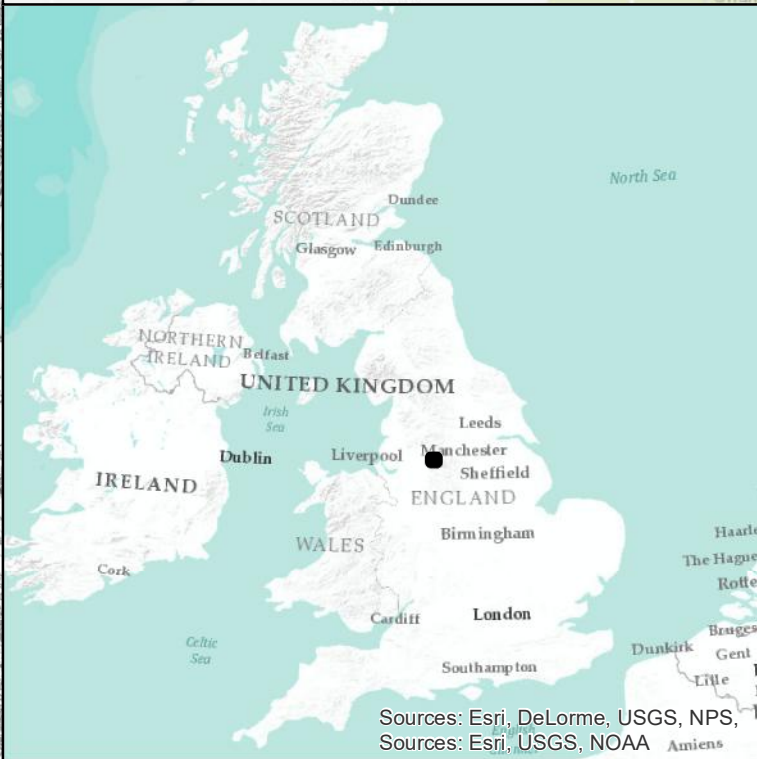 North Sea
Dundee
SCOTLAND
Glasgow
Edinburgh
NORTHERN
IRELAND
Belfast
UNITED KINGDOM
Irish
Sea
Leeds
Manchester
Dublin
Liverpool
Sheffield
IRELAND
ENGLAND
Birmingham
Haarle
WALES
The Hague
Cork
Rotte
London
Cardiff
Bruges
Celtic
Sea
Dunkirk
Gent
Southampton
Lille
Sources: Esri, DeLorme, USGS, NPS,
English
Channel
Sources: Esri, USGS, NOAA
Amiens